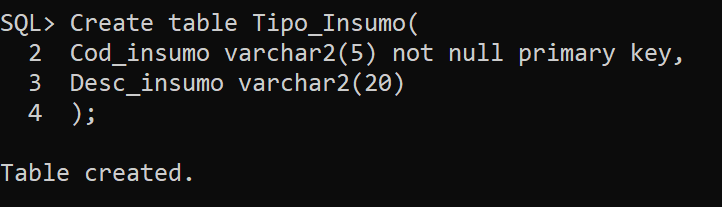 SQL> Create table Tipo_Insumo(
  2  Cod_insumo varchar2(5) not null primary key,
  3  Desc_insumo varchar2(20)
  4  );
Table created.